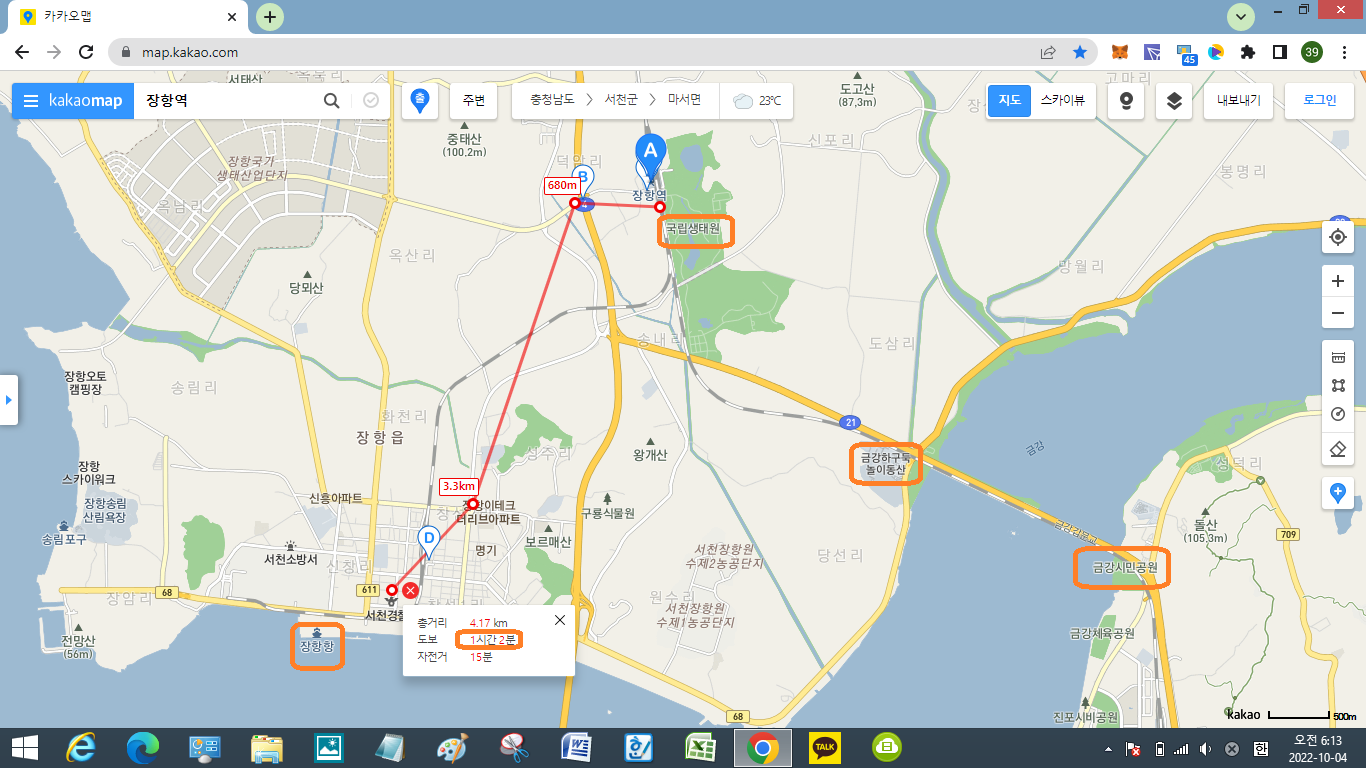 카카오맵
map.kakao.com
45
39
kakaomap
장항역
출
주변
충청남도
서천군
마서면
23℃
지도
스카이뷰
내보내기
로그인
서태산
옥남리
고마리
도고산
(87,3m)
중태산
(100,2m)
신포리
봉명리
장항국가
생태산업단지
덕암리
A
B
680m
장항역
4
옥남리
국립생태원
옥산리
망월리
당뫼산
송내리
도삼리
장항오토
캠핑장
송림리
화천리
21
장항읍
금강
성주리
왕개산
금강하구둑
놀이동산
성덕리
장항
스카이워크
3.3km
신흥아파트
장항이테크
더리브아파트
구룡식물원
장항송림
산림욕장
송림포구
돌산
(105,3m)
금강갑문교
709
D
명기
보르매산
서천소방서
신창리
서천장항원
수제2농공단지
당선리
금강시민공원
68
장암리
611
원수리
서천경찰
서천장항원
수제1농공단지
전망산
(56m)
장항항
총거리 4.17 km
도보 1시간 2분
자전거 15분
금강체육공원
68
진포시비공원
kakao
500m
W
X
TALK
B
한
오전 6:13
2022-10-04